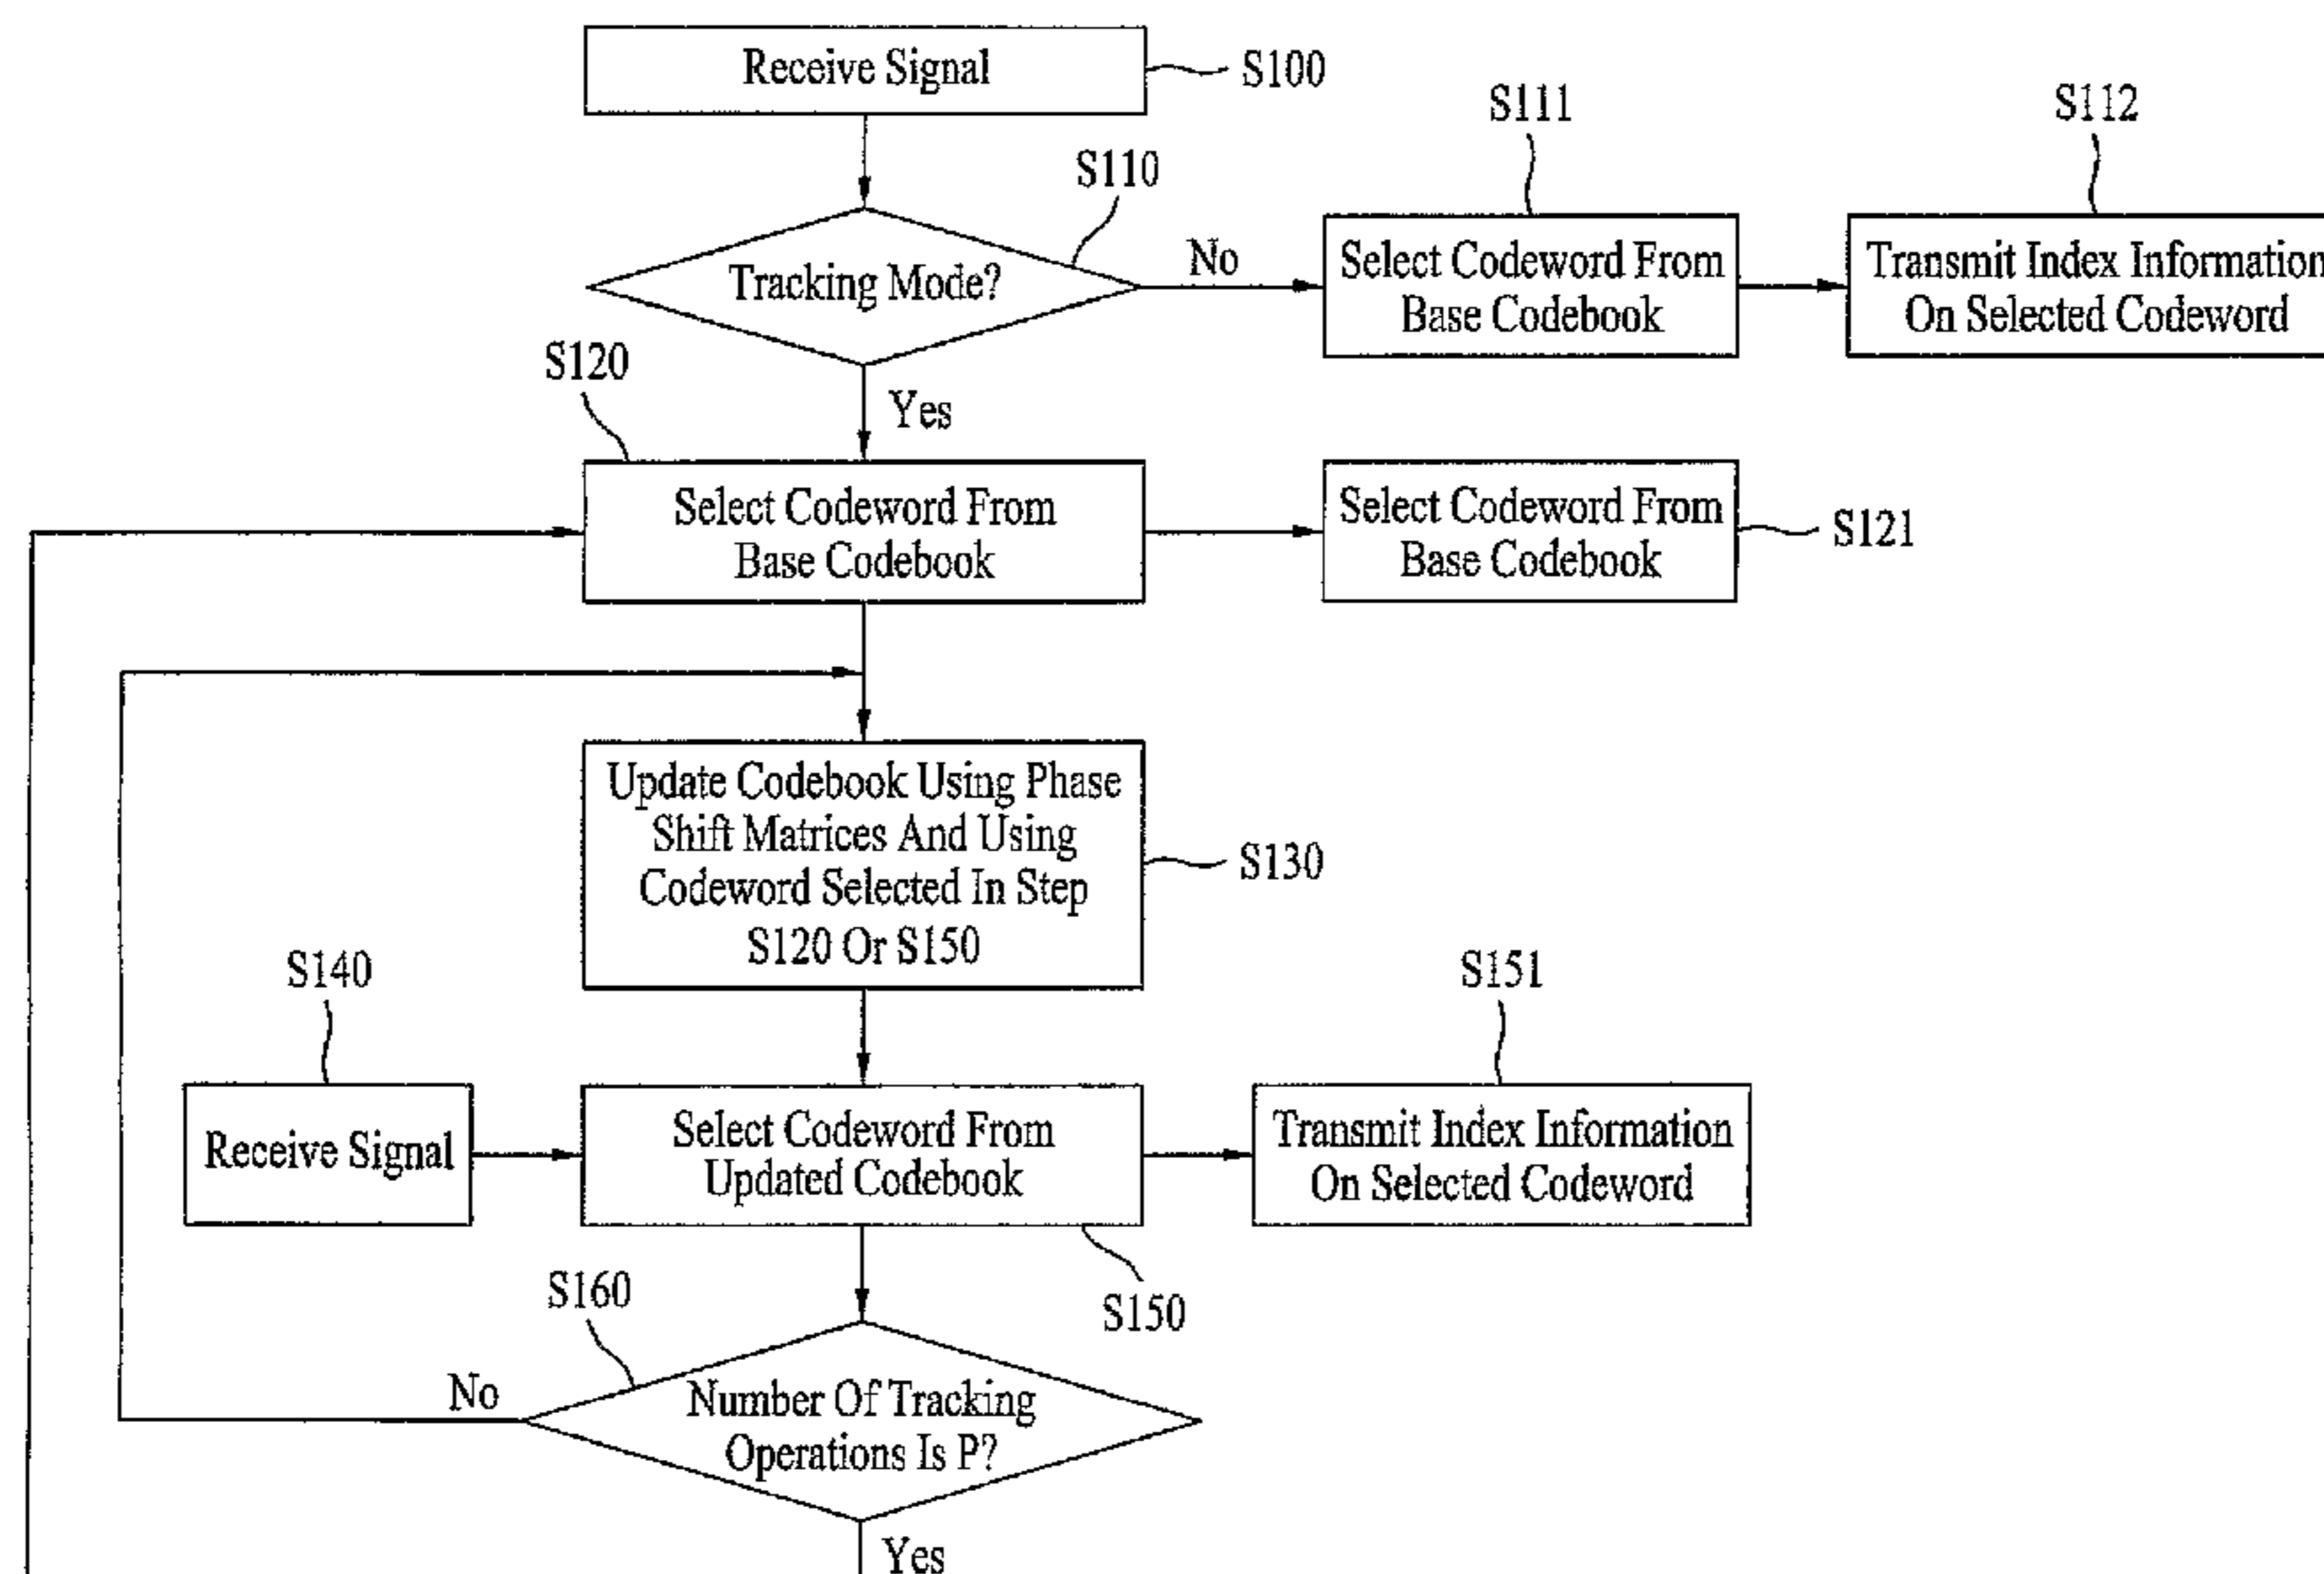 Receive Signal
S100
S111
S112
S110
Tracking Mode?
No
Select Codeword From
Base Codebook
Transmit Index Information
On Selected Codeword
S120
Yes
Select Codeword From
Base Codebook
Select Codeword From
Base Codebook
S121
Update Codebook Using Phase
Shift Matrices And Using
Codeword Selected In Step
S120 Or S150
S130
S140
S151
Receive Signal
Select Codeword From
Updated Codebook
Transmit Index Information
On Selected Codeword
S160
S150
No
Number Of Tracking
Operations Is P?
Yes